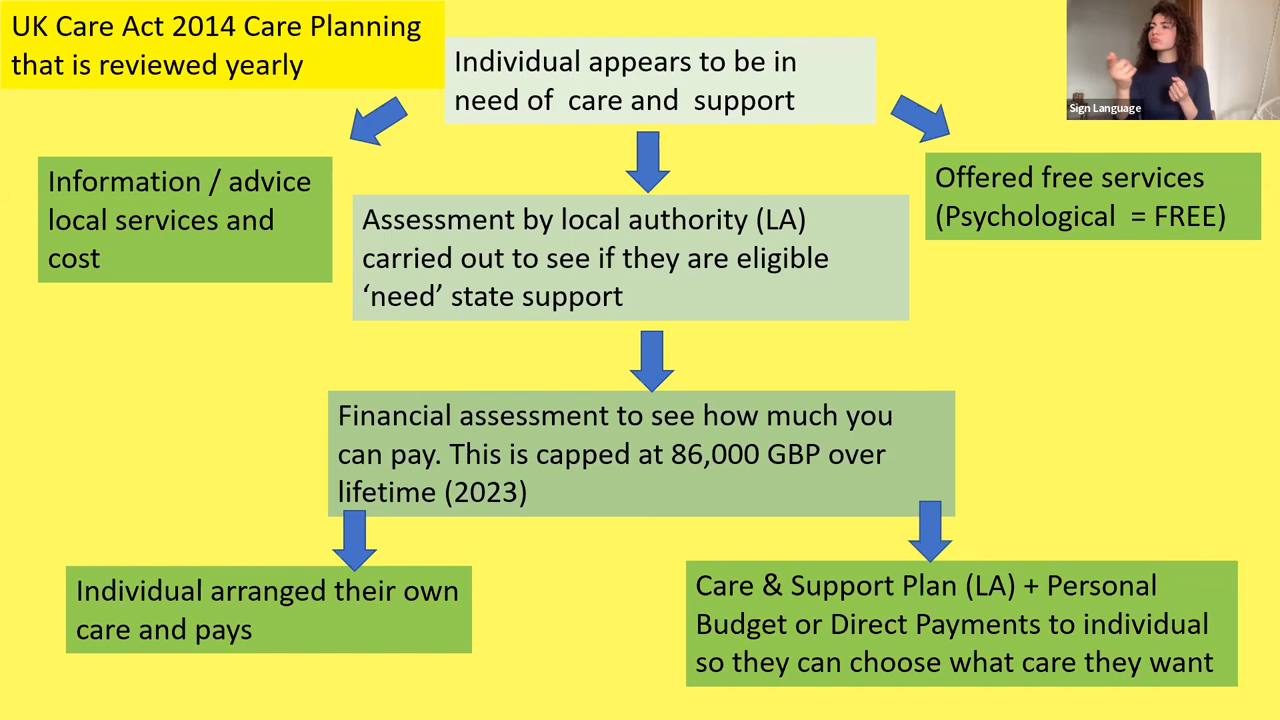 UK Care Act 2014 Care Planning
that is reviewed yearly
Individual appears to be in
need of care and support
Sign Language
Information / advice
local services and
cost
Assessment by local authority (LA)
carried out to see if they are eligible
‘need’ state support
Offered free services
(Psychological = FREE)
Financial assessment to see how much you
can pay. This is capped at 86,000 GBP over
lifetime (2023)
Individual arranged their own
care and pays
Care & Support Plan (LA) + Personal
Budget or Direct Payments to individual
so they can choose what care they want